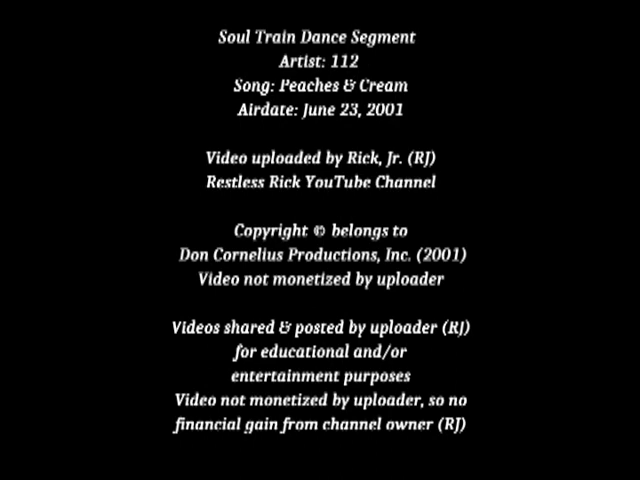 Soul Train Dance Segment
Artist: 112
Song: Peaches & Cream
Airdate: June 23, 2001
Video uploaded by Rick, Jr. (RJ)
Restless Rick YouTube Channel
Copyright © belongs to
Don Cornelius Productions, Inc. (2001)
Video not monetized by uploader
Videos shared & posted by uploader (RJ)
for educational and/or
entertainment purposes
Video not monetized by uploader, so no
financial gain from channel owner (RJ)